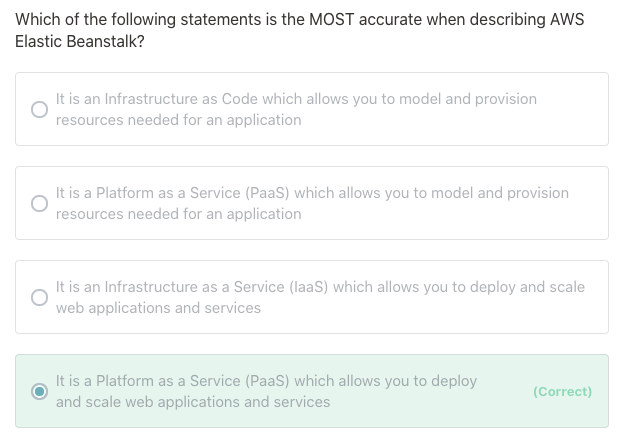 Which of the following statements is the MOST accurate when describing AWS
Elastic Beanstalk?
It is an Infrastructure as Code which allows you to model and provision
resources needed for an application
It is a Platform as a Service (PaaS) which allows you to model and provision
resources needed for an application
It is an Infrastructure as a Service (IaaS) which allows you to deploy and scale
web applications and services
It is a Platform as a Service (PaaS) which allows you to deploy
and scale web applications and services
(Correct)